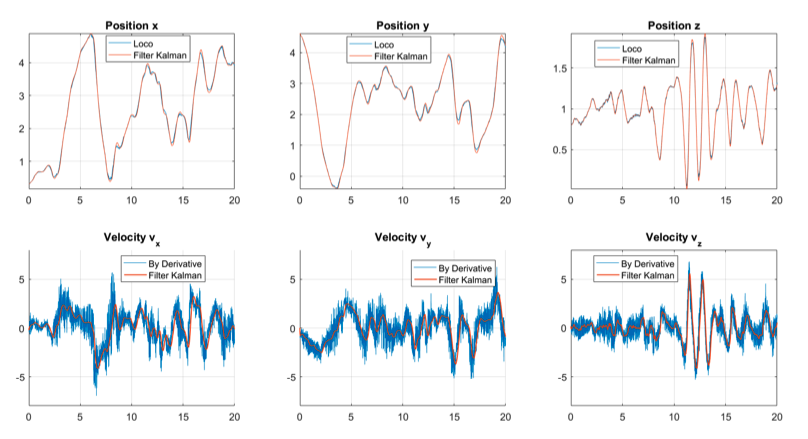 Position x
Loco
Filter Kalman
4
3
2
1
0
5
10
15
20
Position y
Loco
Filter Kalman
4
3
2
1
0
0
5
10
15
20
Position z
Loco
Filter Kalman
1.5
1
0.5
0
5
10
15
20
Velocity vx
By Derivative
Filter Kalman
5
0
-5
0
5
10
15
20
Velocity vy
By Derivative
Filter Kalman
5
0
-5
0
5
10
15
20
Velocity vz
By Derivative
Filter Kalman
5
0
-5
0
5
10
15
20